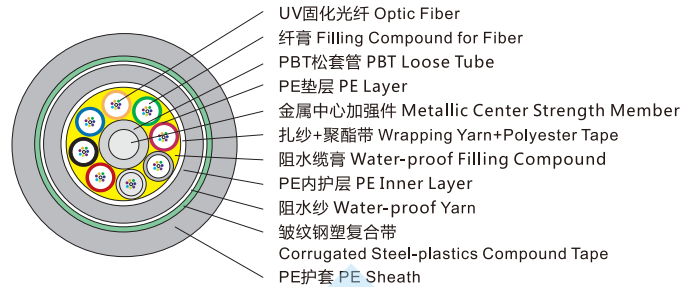 UV固化光纤 Optic Fiber
纤膏 Filling Compound for Fiber
PBT松套管 PBT Loose Tube
PE垫层 PE Layer
金属中心加强件 Metallic Center Strength Member
扎纱+聚酯带 Wrapping Yarn+Polyester Tape
阻水缆膏 Water-proof Filling Compound
PE内护层 PE Inner Layer
阻水纱 Water-proof Yarn
皱纹钢塑复合带
Corrugated Steel-plastics Compound Tape
PE护套 PE Sheath